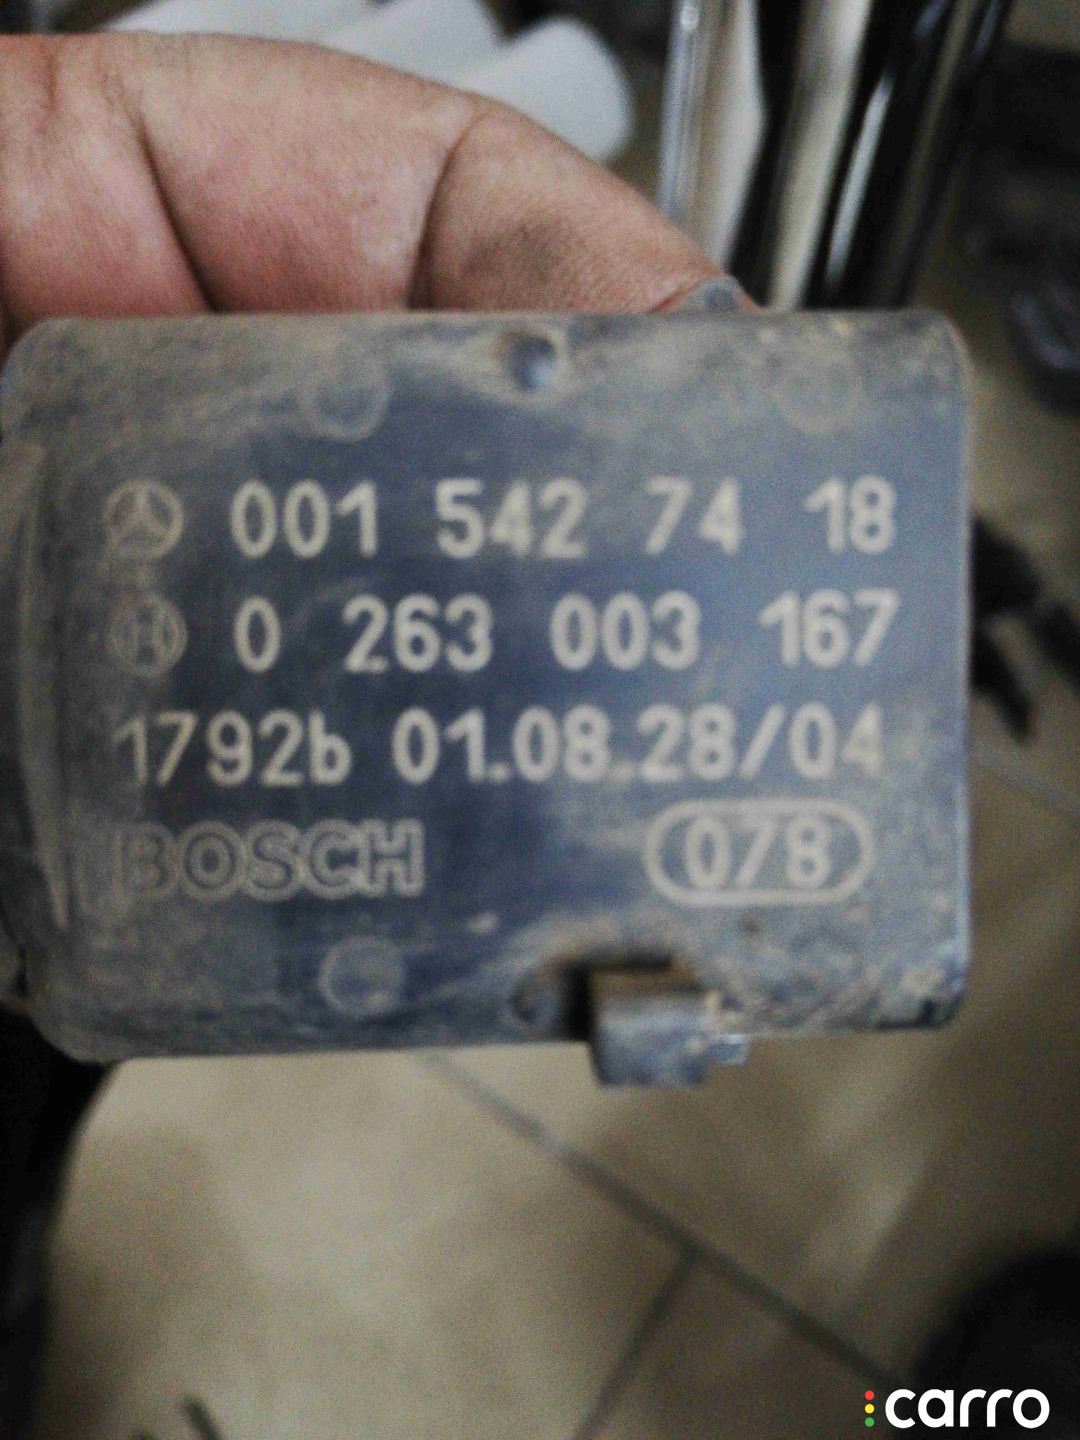 001 542 74 18
0 263 003 167
1792b 01.08.28/04
BOSCH 078
carro